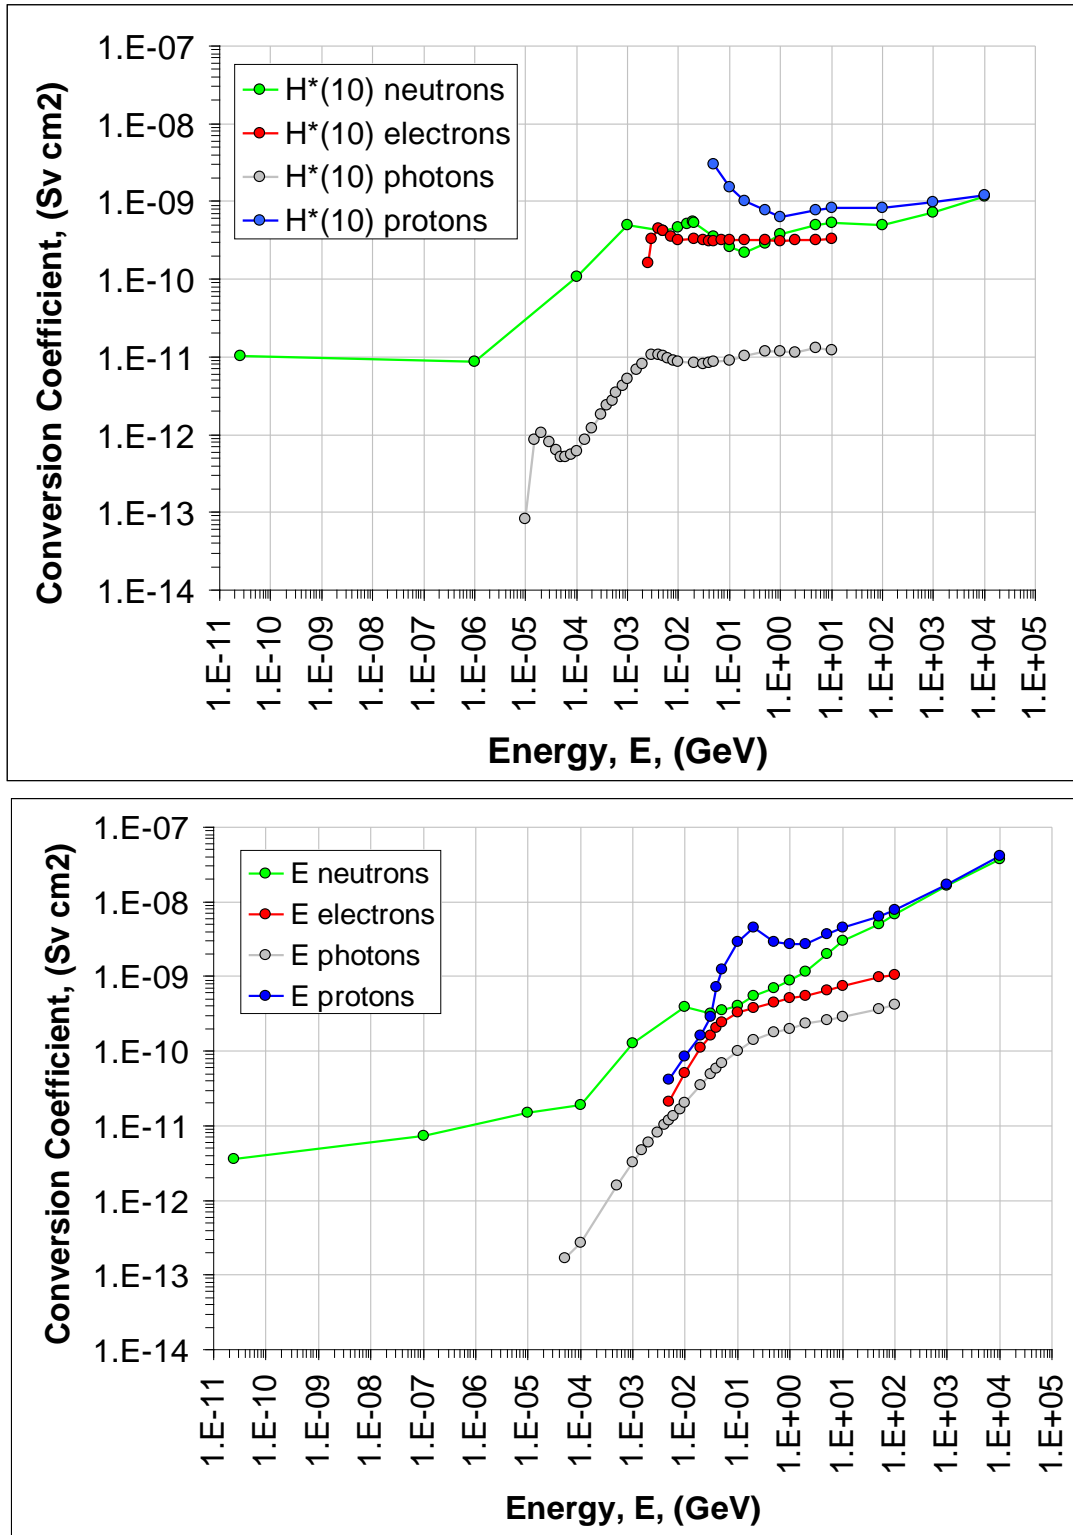 1.E-07
1.E-08
1.E-09
1.E-10
1.E-11
1.E-12
1.E-13
1.E-14
Conversion Coefficient, (Sv cm2)
H*(10) neutrons
H*(10) electrons
H*(10) photons
H*(10) protons
1.E-11
1.E-10
1.E-09
1.E-08
1.E-07
1.E-06
1.E-05
1.E-04
1.E-03
1.E-02
1.E-01
1.E+00
1.E+01
1.E+02
1.E+03
1.E+04
1.E+05
Energy, E, (GeV)
1.E-07
1.E-08
1.E-09
1.E-10
1.E-11
1.E-12
1.E-13
1.E-14
Conversion Coefficient, (Sv cm2)
E neutrons
E electrons
E photons
E protons
1.E-11
1.E-10
1.E-09
1.E-08
1.E-07
1.E-06
1.E-05
1.E-04
1.E-03
1.E-02
1.E-01
1.E+00
1.E+01
1.E+02
1.E+03
1.E+04
1.E+05
Energy, E, (GeV)